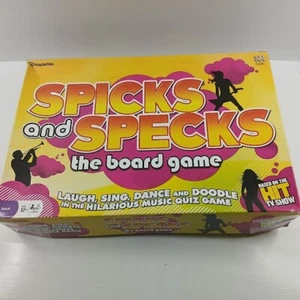 SPICKS
and SPECKS
the board game
LAUGH, SING, DANCE AND DOODLE
IN THE HILARIOUS MUSIC QUIZ GAME
BASED ON THE
HIT
TV SHOW